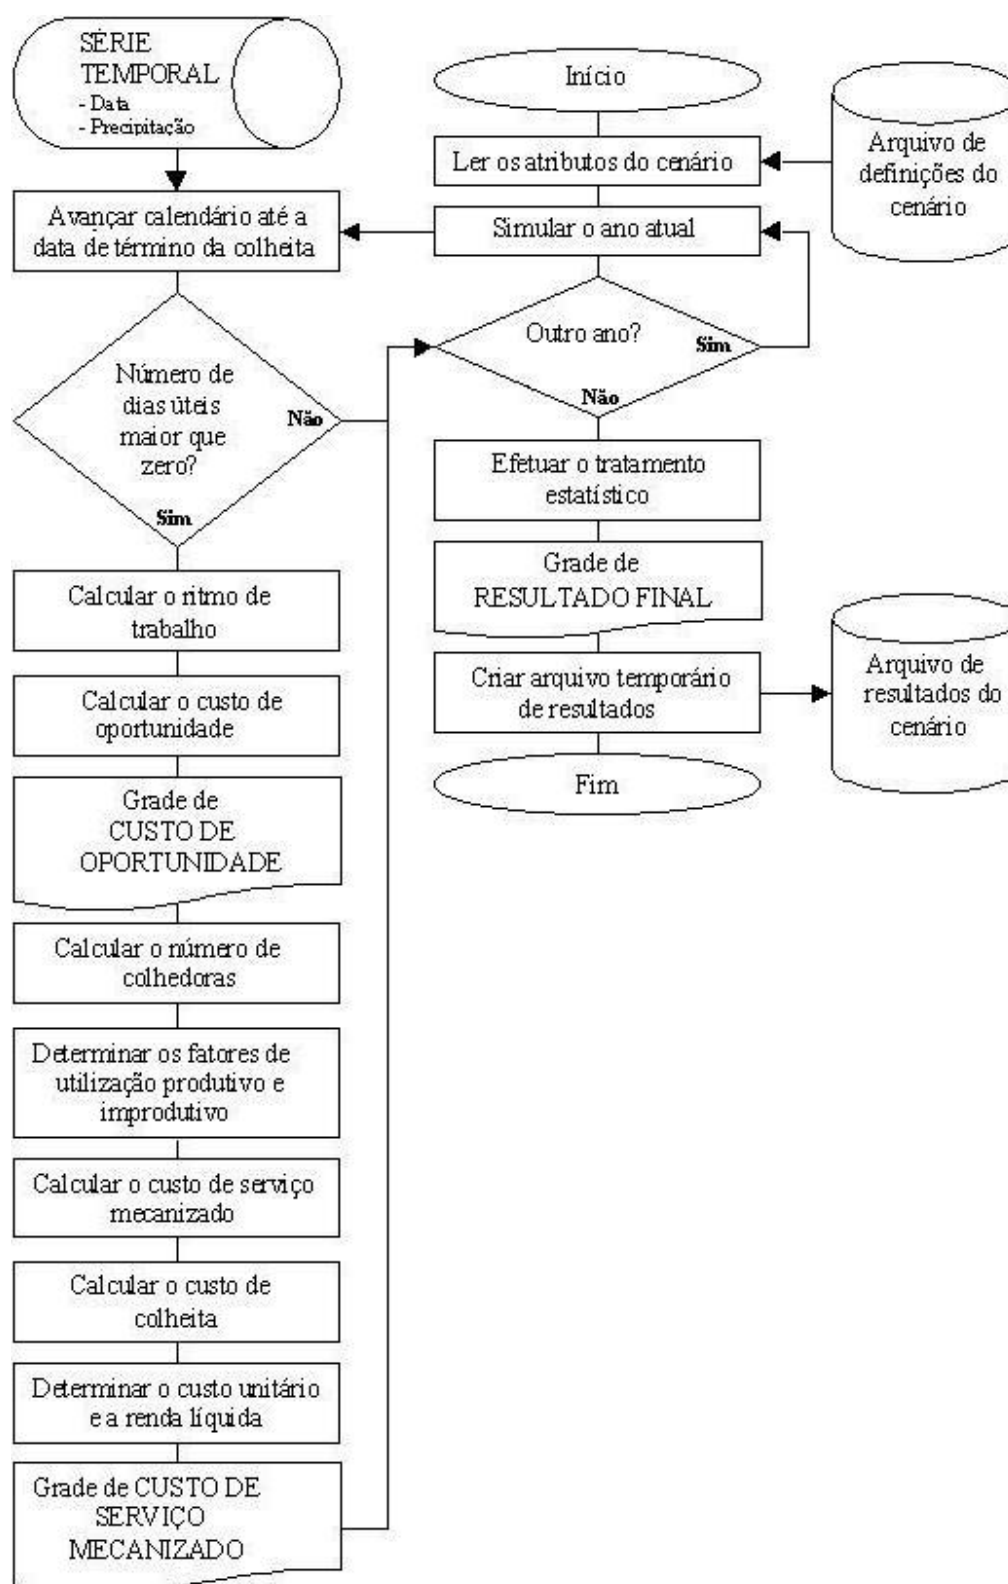 SÉRIE
TEMPORAL
- Data
- Precipitação
Avançar calendário até a
data de término da colheita
Número de
dias úteis
maior que
zero?
Não
Sim
Calcular o ritmo de
trabalho
Calcular o custo de
oportunidade
Grade de
CUSTO DE
OPORTUNIDADE
Calcular o número de
colhedoras
Determinar os fatores de
utilização produtivo e
improdutivo
Calcular o custo de serviço
mecanizado
Calcular o custo de
colheita
Determinar o custo unitário
e a renda líquida
Grade de CUSTO DE
SERVIÇO
MECANIZADO
Início
Ler os atributos do cenário
Simular o ano atual
Outro ano?
Sim
Não
Efetuar o tratamento
estatístico
Grade de
RESULTADO FINAL
Criar arquivo temporário
de resultados
Fim
Arquivo de
definições do
cenário
Arquivo de
resultados do
cenário